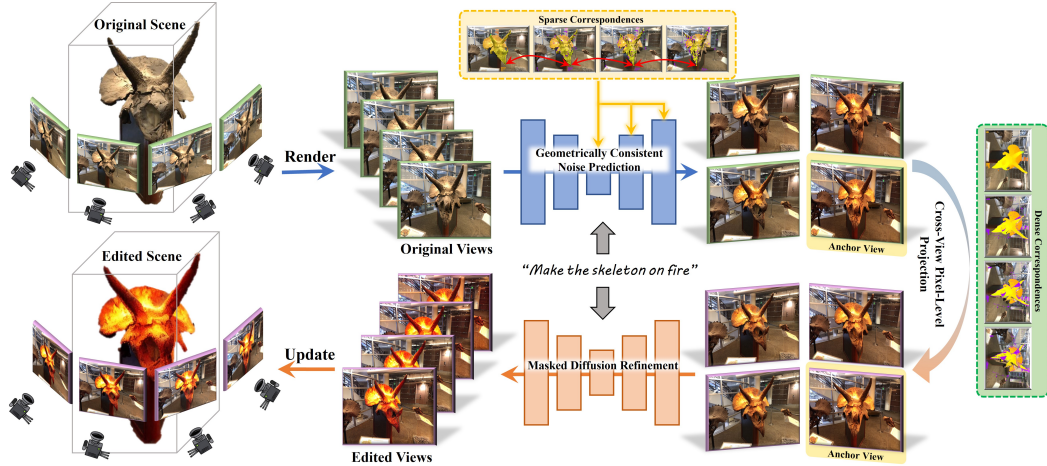 Sparse Correspondences
Original Scene
Render
Geometrically Consistent
Noise Prediction
Original Views
Anchor View
Cross-View Pixel-Level
Projection
Dense Correspondences
Edited Scene
"Make the skeleton on fire"
Update
Masked Diffusion Refinement
Edited Views
Anchor View